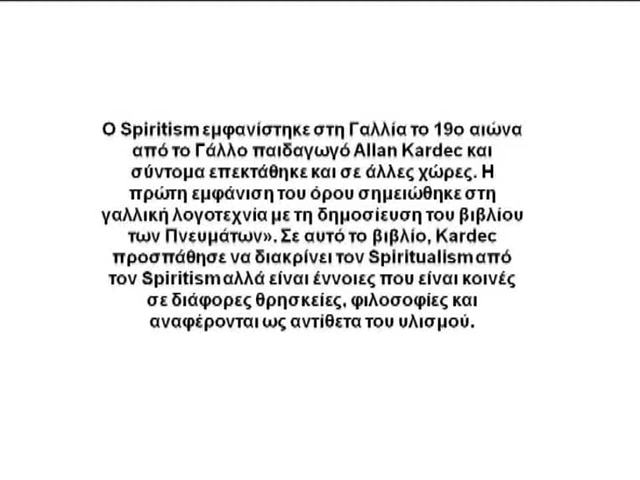 Ο Spiritism εμφανίστηκε στη Γαλλία το 19ο αιώνα
από το Γάλλο παιδαγωγό Allan Kardec και
σύντομα επεκτάθηκε και σε άλλες χώρες. Η
πρώτη εμφάνιση του όρου σημειώθηκε στη
γαλλική λογοτεχνία με τη δημοσίευση του βιβλίου
των Πνευμάτων». Σε αυτό το βιβλίο, Kardec
προσπάθησε να διακρίνει τον Spiritualism από
τον Spiritism αλλά είναι έννοιες που είναι κοινές
σε διάφορες θρησκείες, φιλοσοφίες και
αναφέρονται ως αντίθετα του υλισμού.